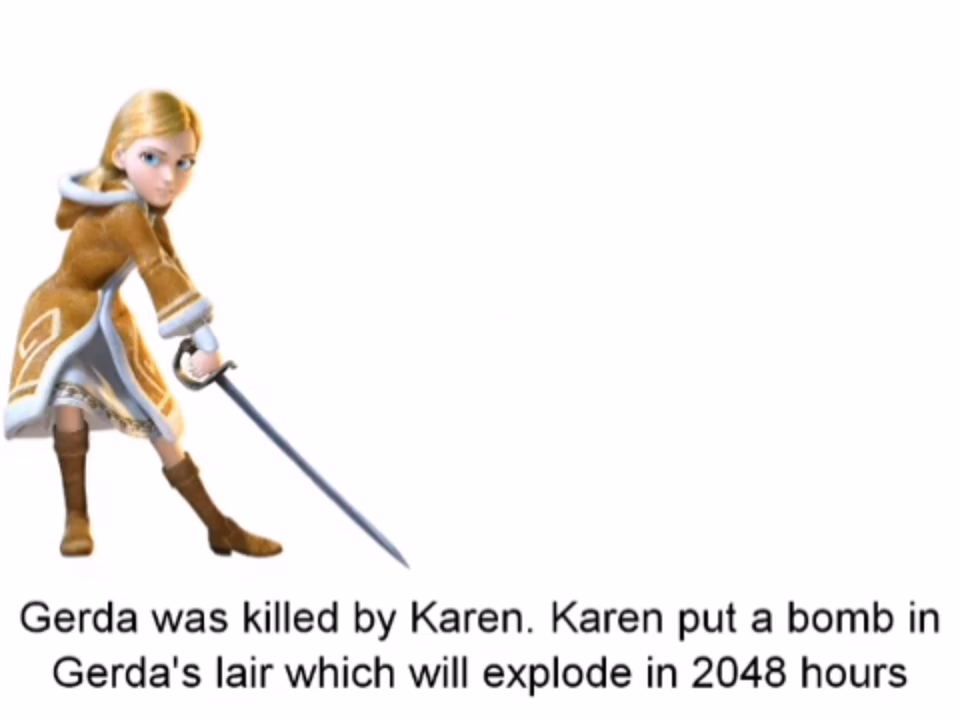 Gerda was killed by Karen. Karen put a bomb in
Gerda's lair which will explode in 2048 hours